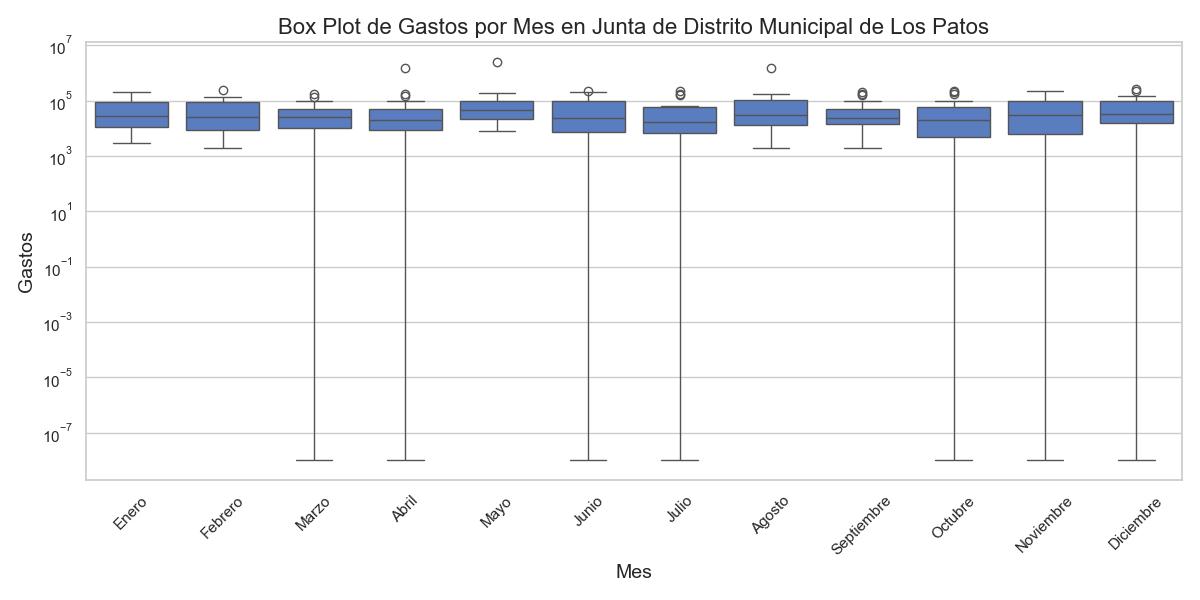 Box Plot de Gastos por Mes en Junta de Distrito Municipal de Los Patos
Gastos
10^7
10^5
10^3
10^1
10^−1
10^−3
10^−5
10^−7
Enero
Febrero
Marzo
Abril
Mayo
Junio
Julio
Agosto
Septiembre
Octubre
Noviembre
Diciembre
Mes